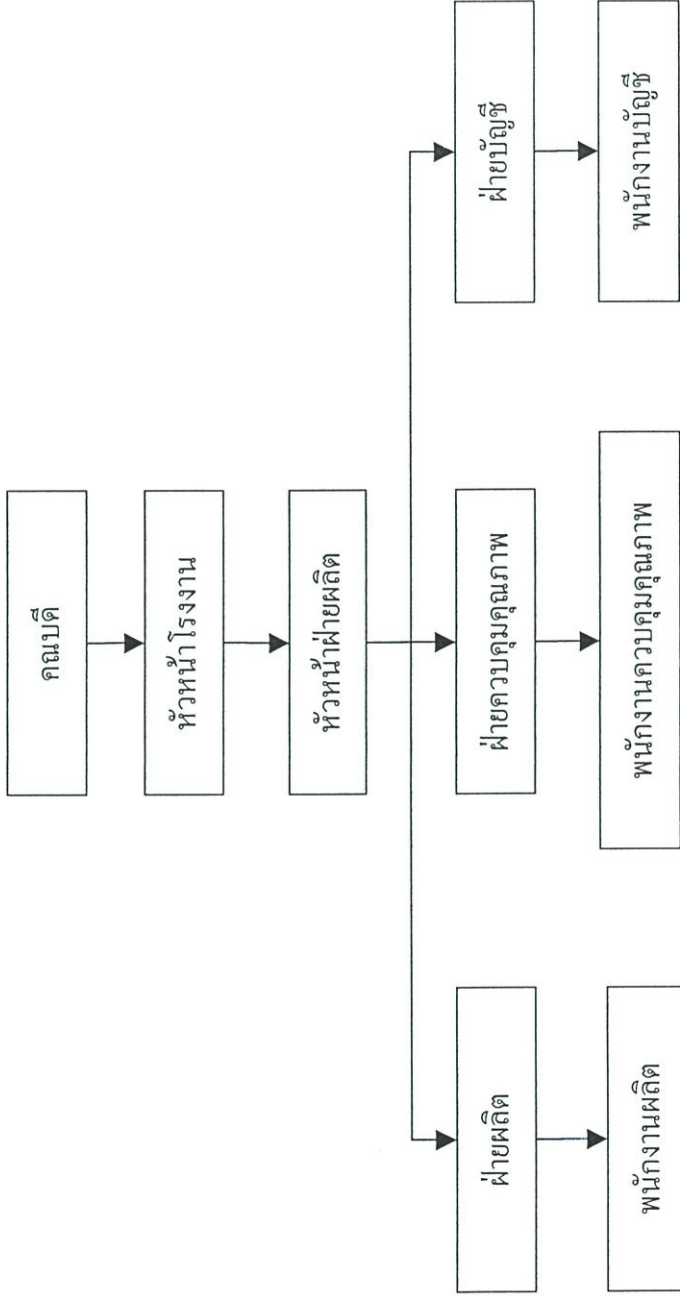 คณบดี
หัวหน้าโรงงาน
หัวหน้าฝ่ายผลิต
ฝ่ายผลิต
ฝ่ายควบคุมคุณภาพ
ฝ่ายบัญชี
พนักงานผลิต
พนักงานควบคุมคุณภาพ
พนักงานบัญชี